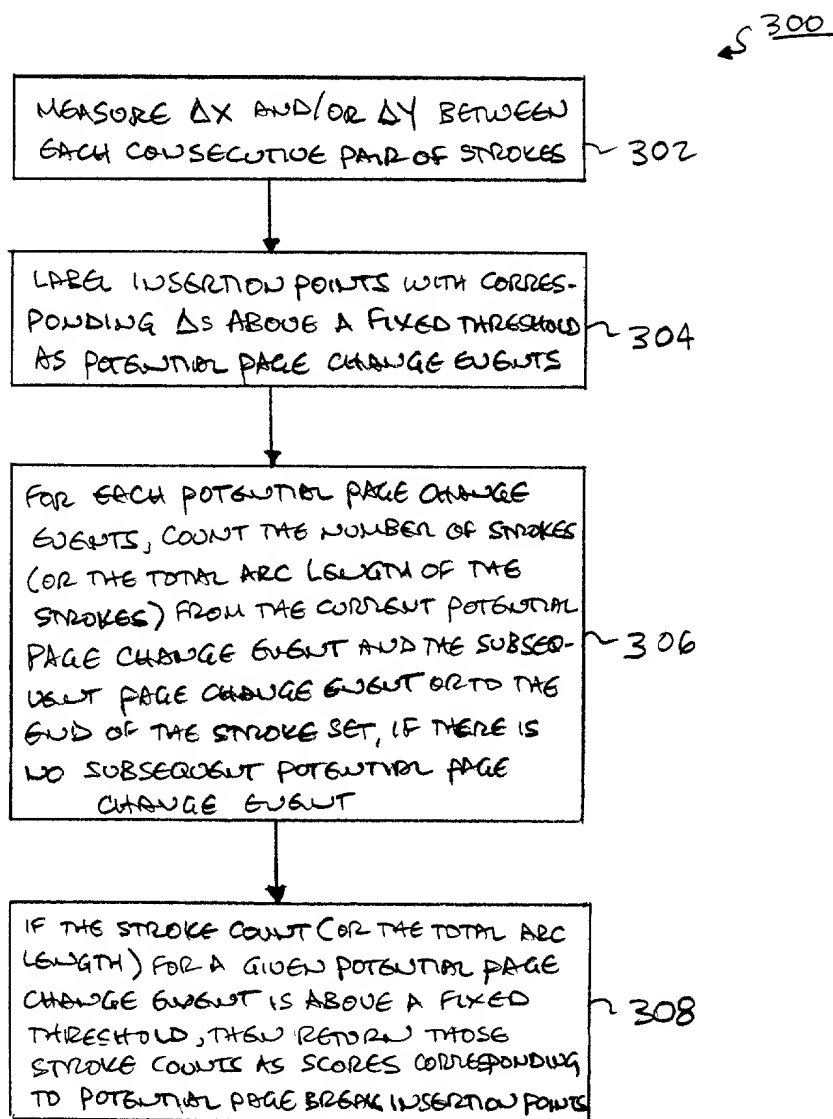 300
MEASURE ΔX AND/OR ΔY BETWEEN
EACH CONSECUTIVE PAIR OF STROKES
302
LABEL INSERTION POINTS WITH CORRES-
PONDING ΔS ABOVE A FIXED THRESHOLD
AS POTENTIAL PAGE CHANGE EVENTS
304
FOR EACH POTENTIAL PAGE CHANGE
EVENTS, COUNT THE NUMBER OF STROKES
(OR THE TOTAL ARC LENGTH OF THE
STROKES) FROM THE CURRENT POTENTIAL
PAGE CHANGE EVENT AND THE SUBSEQ-
UENT PAGE CHANGE EVENT OR TO THE
END OF THE STROKE SET, IF THERE IS
NO SUBSEQUENT POTENTIAL PAGE
CHANGE EVENT
306
IF THE STROKE COUNT (OR THE TOTAL ARC
LENGTH) FOR A GIVEN POTENTIAL PAGE
CHANGE EVENT IS ABOVE A FIXED
THRESHOLD, THEN RETURN THOSE
STROKE COUNTS AS SCORES CORRESPONDING
TO POTENTIAL PAGE BREAK INSERTION POINTS
308